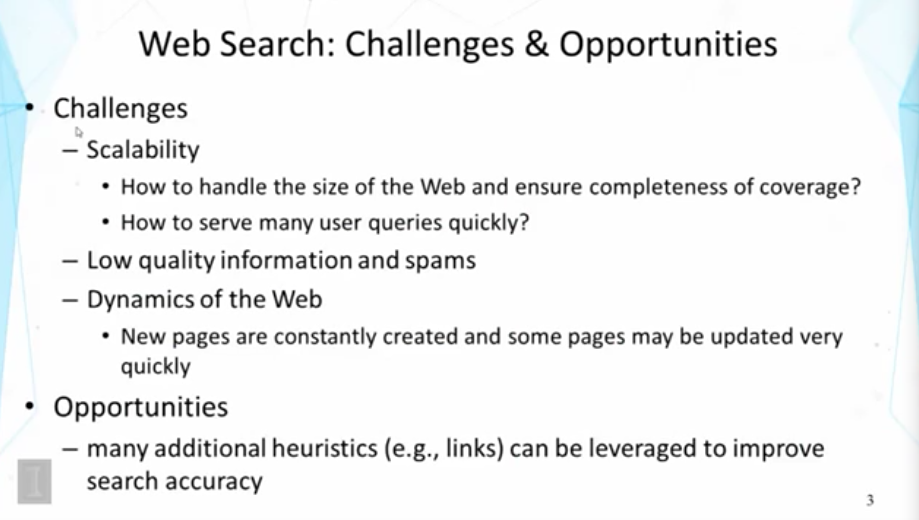 Web Search: Challenges & Opportunities
• Challenges
– Scalability
• How to handle the size of the Web and ensure completeness of coverage?
• How to serve many user queries quickly?
– Low quality information and spams
– Dynamics of the Web
• New pages are constantly created and some pages may be updated very
quickly
• Opportunities
– many additional heuristics (e.g., links) can be leveraged to improve
search accuracy
I
3